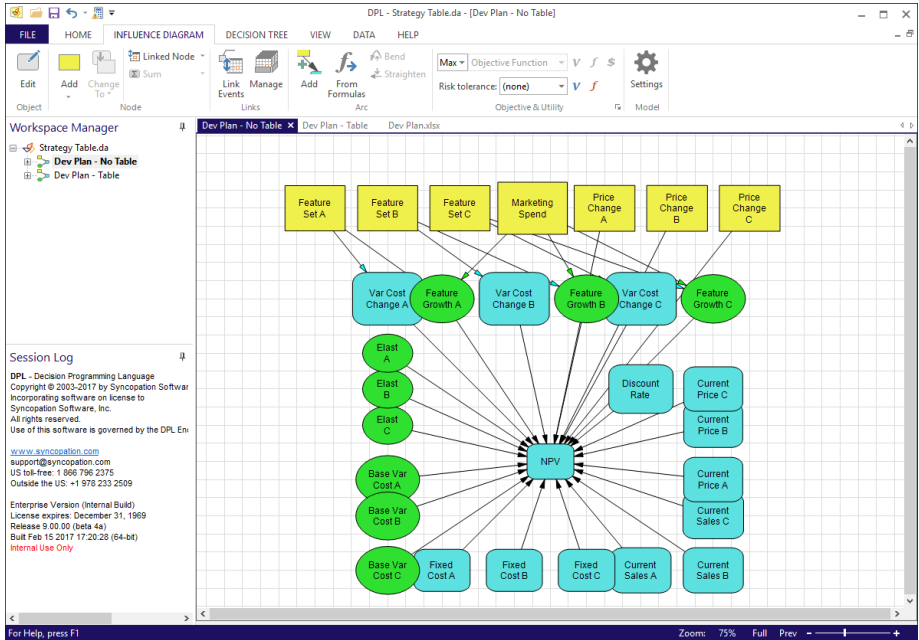 DPL - Strategy Table.da - [Dev Plan - No Table]
FILE HOME INFLUENCE DIAGRAM DECISION TREE VIEW DATA HELP
Edit
Object
Add
Change
To
Linked Node
Sum
Node
Link
Events
Manage
Links
Add
From
Formulas
Bend
Straighten
Arc
Max Objective Function V f $
Risk tolerance: (none) V f
Objective & Utility
Settings
Model
Workspace Manager
Strategy Table.da
Dev Plan - No Table
Dev Plan - Table
Session Log
DPL - Decision Programming Language
Copyright © 2003-2017 by Syncopation Softwar
Incorporating software on license to
Syncopation Software, Inc.
All rights reserved.
Use of this software is governed by the DPL En
www.syncopation.com
support@syncopation.com
US toll-free: 1 866 796 2375
Outside the US: +1 978 233 2509
Enterprise Version (Internal Build)
License expires: December 31, 1969
Release 9.00.00 (beta 4a)
Built Feb 15 2017 17:20:28 (64-bit)
Internal Use Only
Dev Plan - No Table Dev Plan - Table Dev Plan.xlsx
Feature
Set A
Feature
Set B
Feature
Set C
Marketing
Spend
Price
Change
A
Price
Change
B
Price
Change
C
Var Cost
Change A
Feature
Growth A
Var Cost
Change B
Feature
Growth B
Var Cost
Change C
Feature
Growth C
Elast
A
Elast
B
Elast
C
Discount
Rate
Current
Price C
Current
Price B
NPV
Base Var
Cost A
Base Var
Cost B
Current
Price A
Current
Sales C
Base Var
Cost C
Fixed
Cost A
Fixed
Cost B
Fixed
Cost C
Current
Sales A
Current
Sales B
For Help, press F1
Zoom: 75% Full Prev